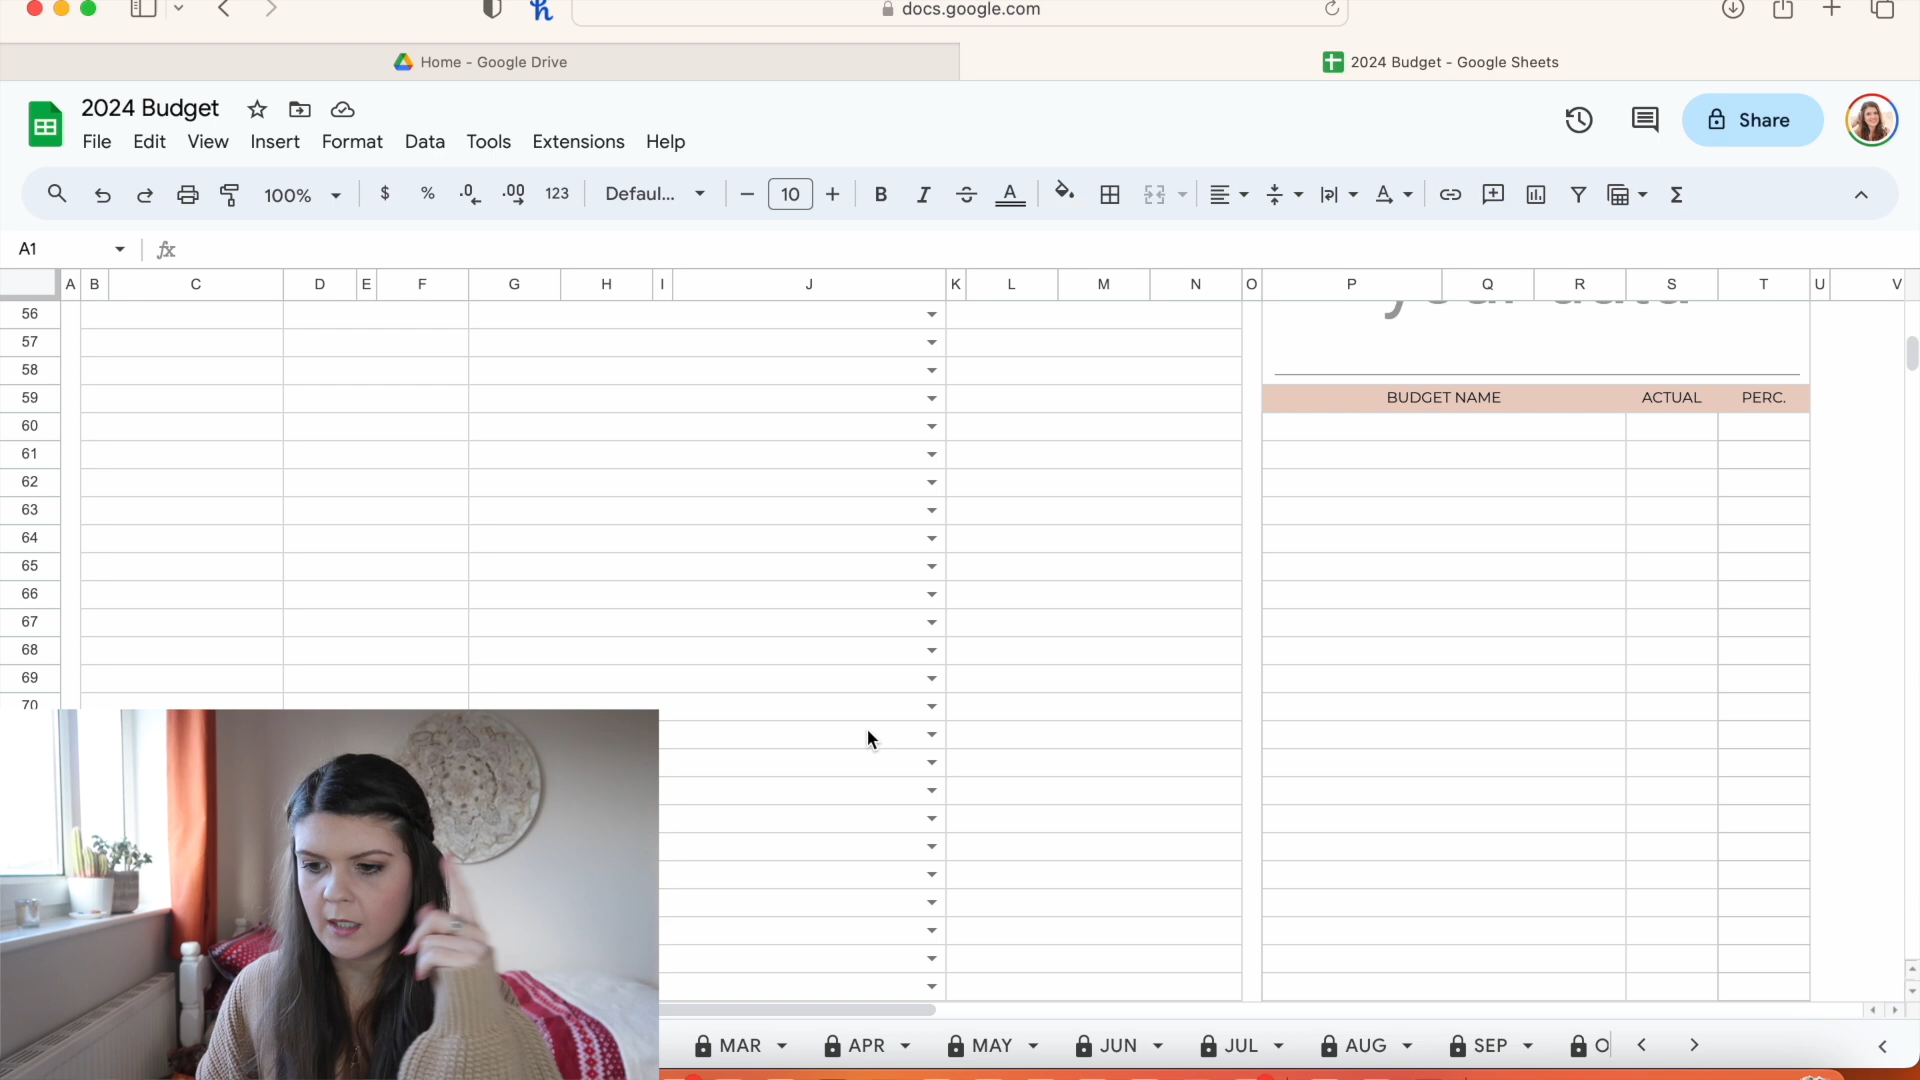 docs.google.com
Home - Google Drive
2024 Budget - Google Sheets
2024 Budget
Share
File Edit View Insert Format Data Tools Extensions Help
100% $ % .0 .00 123 Defaul... 10 B I A
A1 fx
A B C D E F G H I J K L M N O P Q R S T U V
56
your data
57
58
59 BUDGET NAME ACTUAL PERC.
60
61
62
63
64
65
66
67
68
69
70
MAR APR MAY JUN JUL AUG SEP O